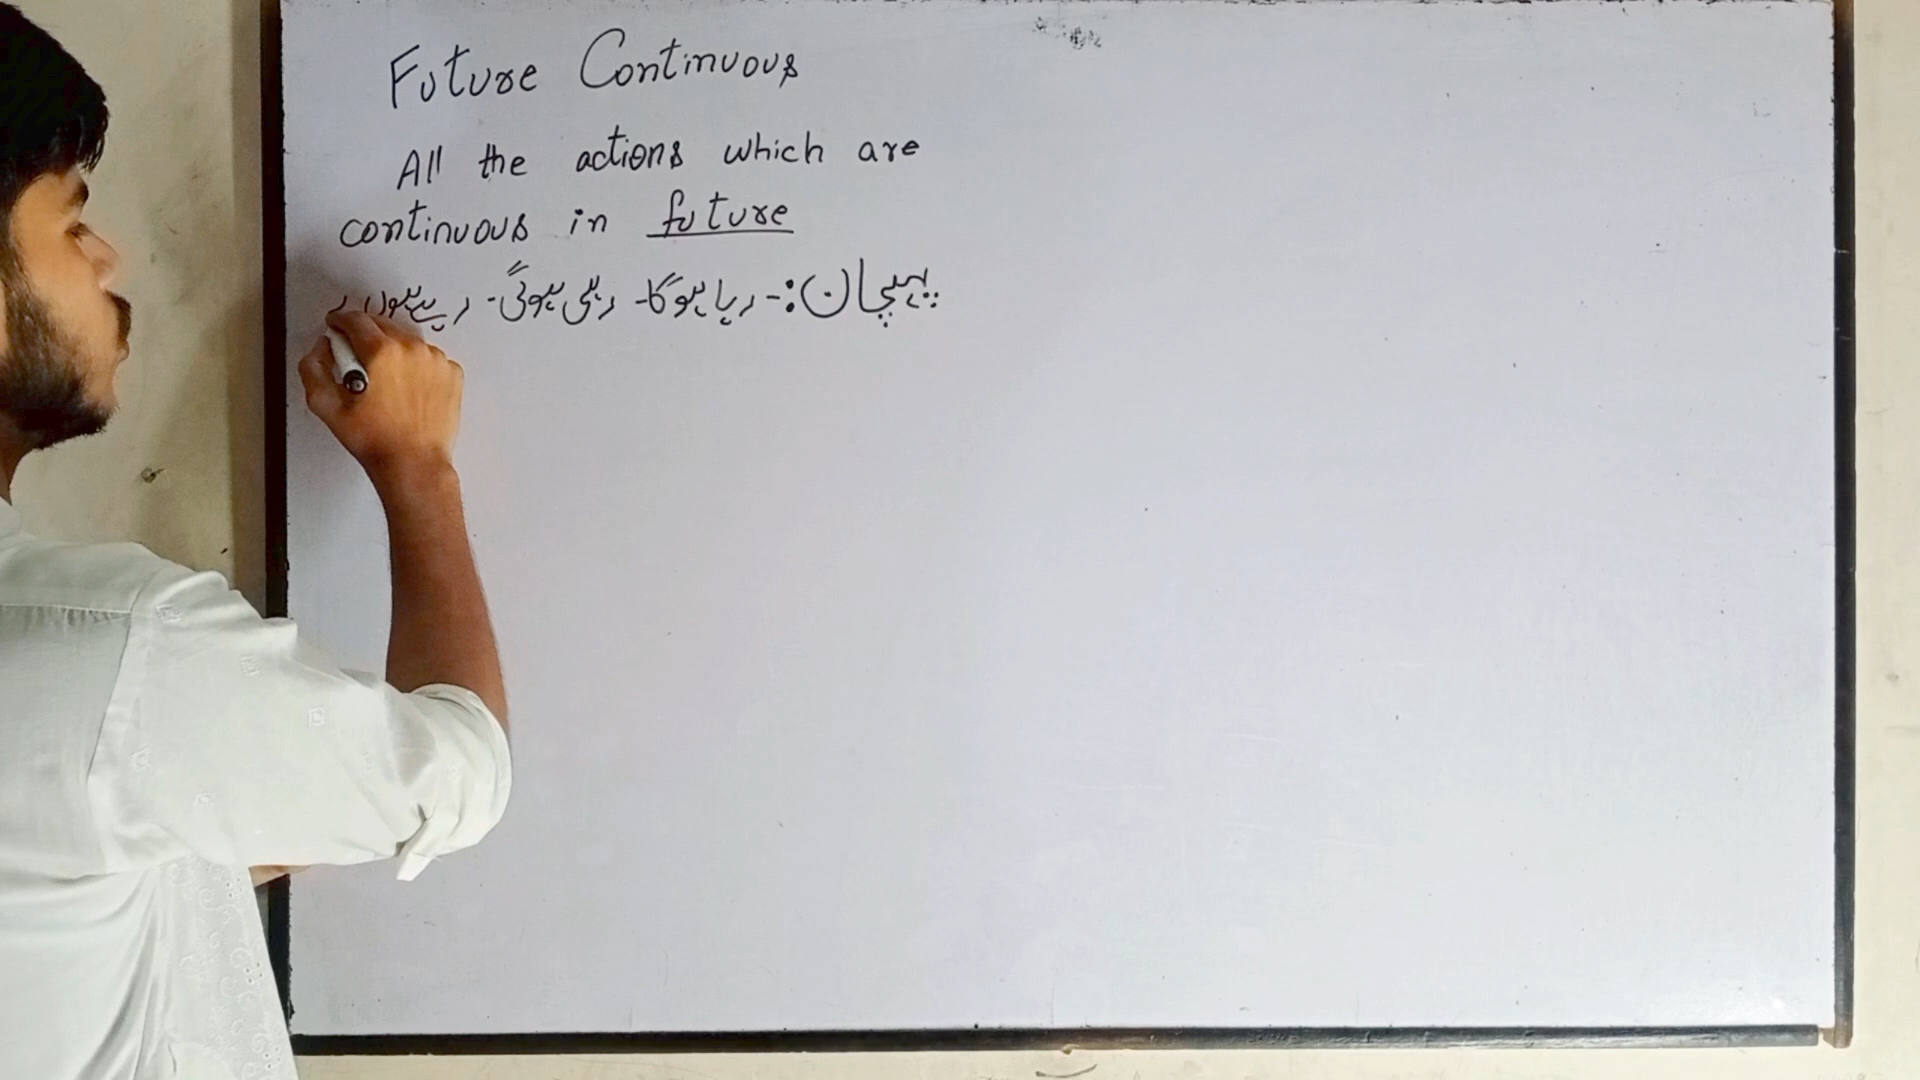 Future Continuous
All the actions which are
continuous in future
پہچان:- رہا ہوگا- رہی ہوگی- رہے ہوں